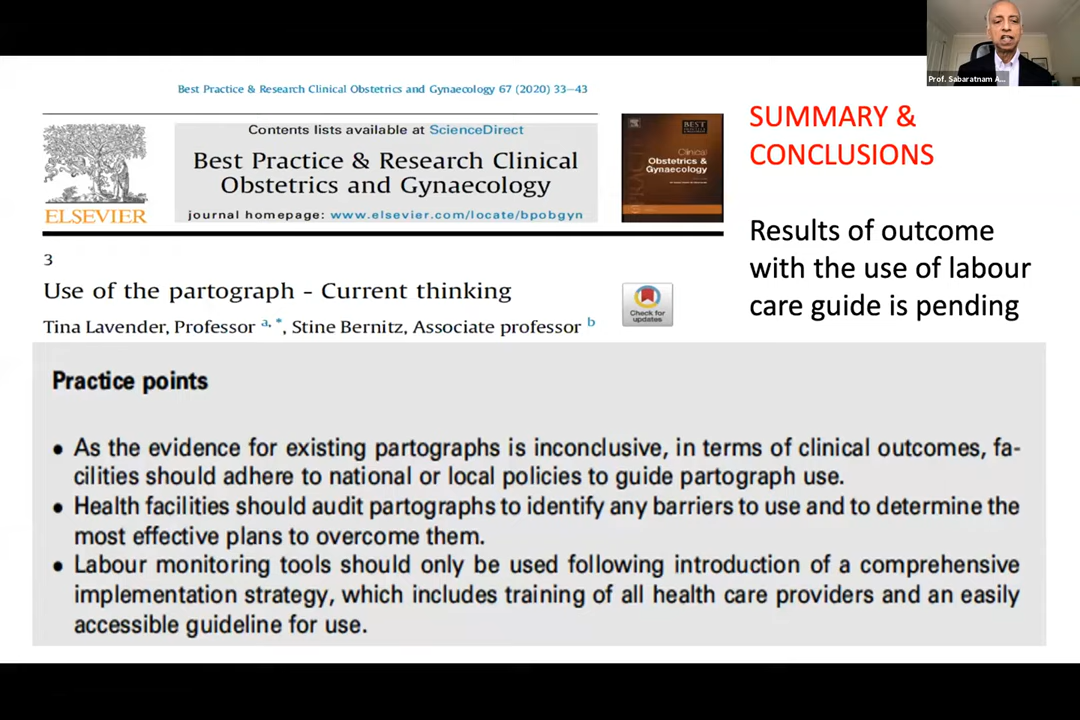 Prof. Sabaratnam A...
Best Practice & Research Clinical Obstetrics and Gynaecology 67 (2020) 33–43
Contents lists available at ScienceDirect
Best Practice & Research Clinical
Obstetrics and Gynaecology
journal homepage: www.elsevier.com/locate/bpobgyn
ELSEVIER
BEST
Clinical
Obstetrics &
Gynaecology
SUMMARY &
CONCLUSIONS
Results of outcome
with the use of labour
care guide is pending
3
Use of the partograph - Current thinking
Tina Lavender, Professor a, *, Stine Bernitz, Associate professor b
Check for
updates
Practice points
• As the evidence for existing partographs is inconclusive, in terms of clinical outcomes, fa-
cilities should adhere to national or local policies to guide partograph use.
• Health facilities should audit partographs to identify any barriers to use and to determine the
most effective plans to overcome them.
• Labour monitoring tools should only be used following introduction of a comprehensive
implementation strategy, which includes training of all health care providers and an easily
accessible guideline for use.